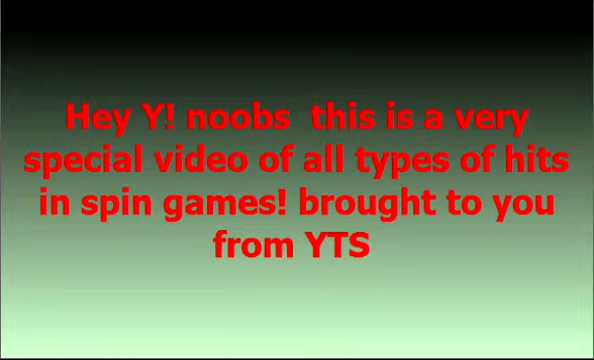 Hey Y! noobs  this is a very
special video of all types of hits
in spin games! brought to you
from YTS